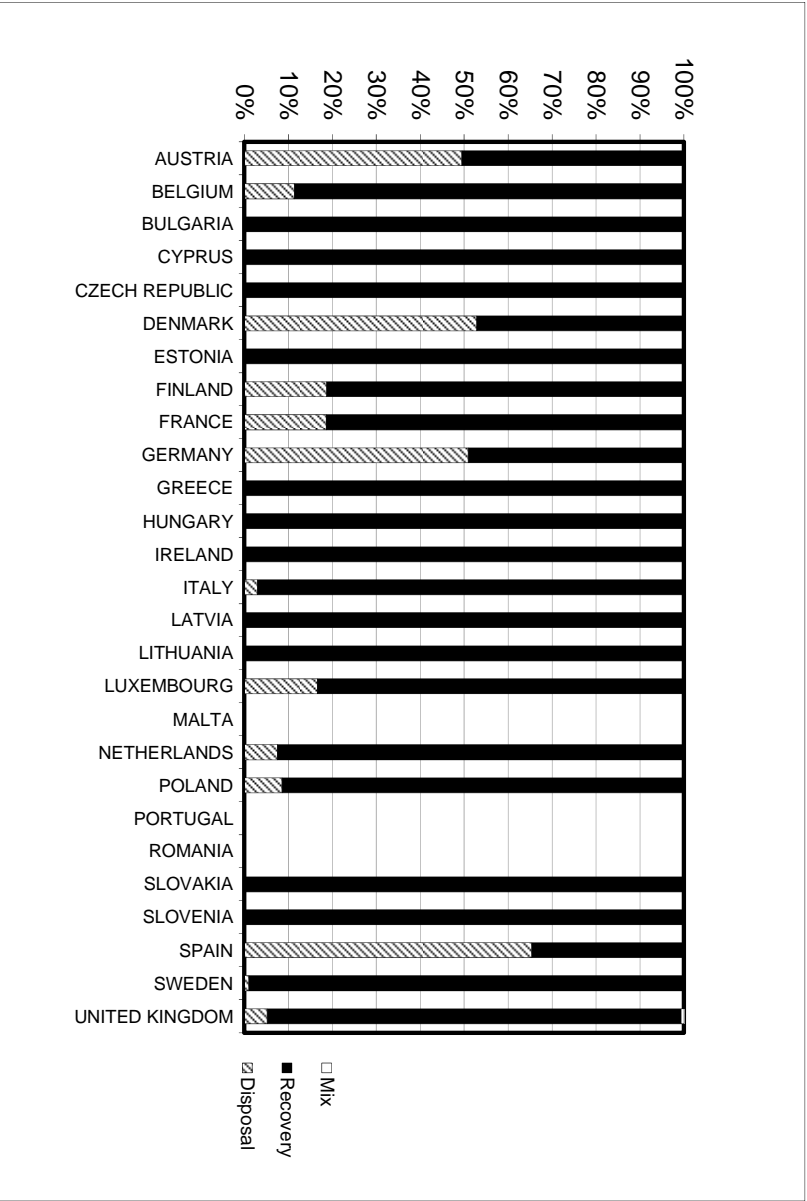 100%
90%
80%
70%
60%
50%
40%
30%
20%
10%
0%
AUSTRIA
BELGIUM
BULGARIA
CYPRUS
CZECH REPUBLIC
DENMARK
ESTONIA
FINLAND
FRANCE
GERMANY
GREECE
HUNGARY
IRELAND
ITALY
LATVIA
LITHUANIA
LUXEMBOURG
MALTA
NETHERLANDS
POLAND
PORTUGAL
ROMANIA
SLOVAKIA
SLOVENIA
SPAIN
SWEDEN
UNITED KINGDOM
Mix
Recovery
Disposal